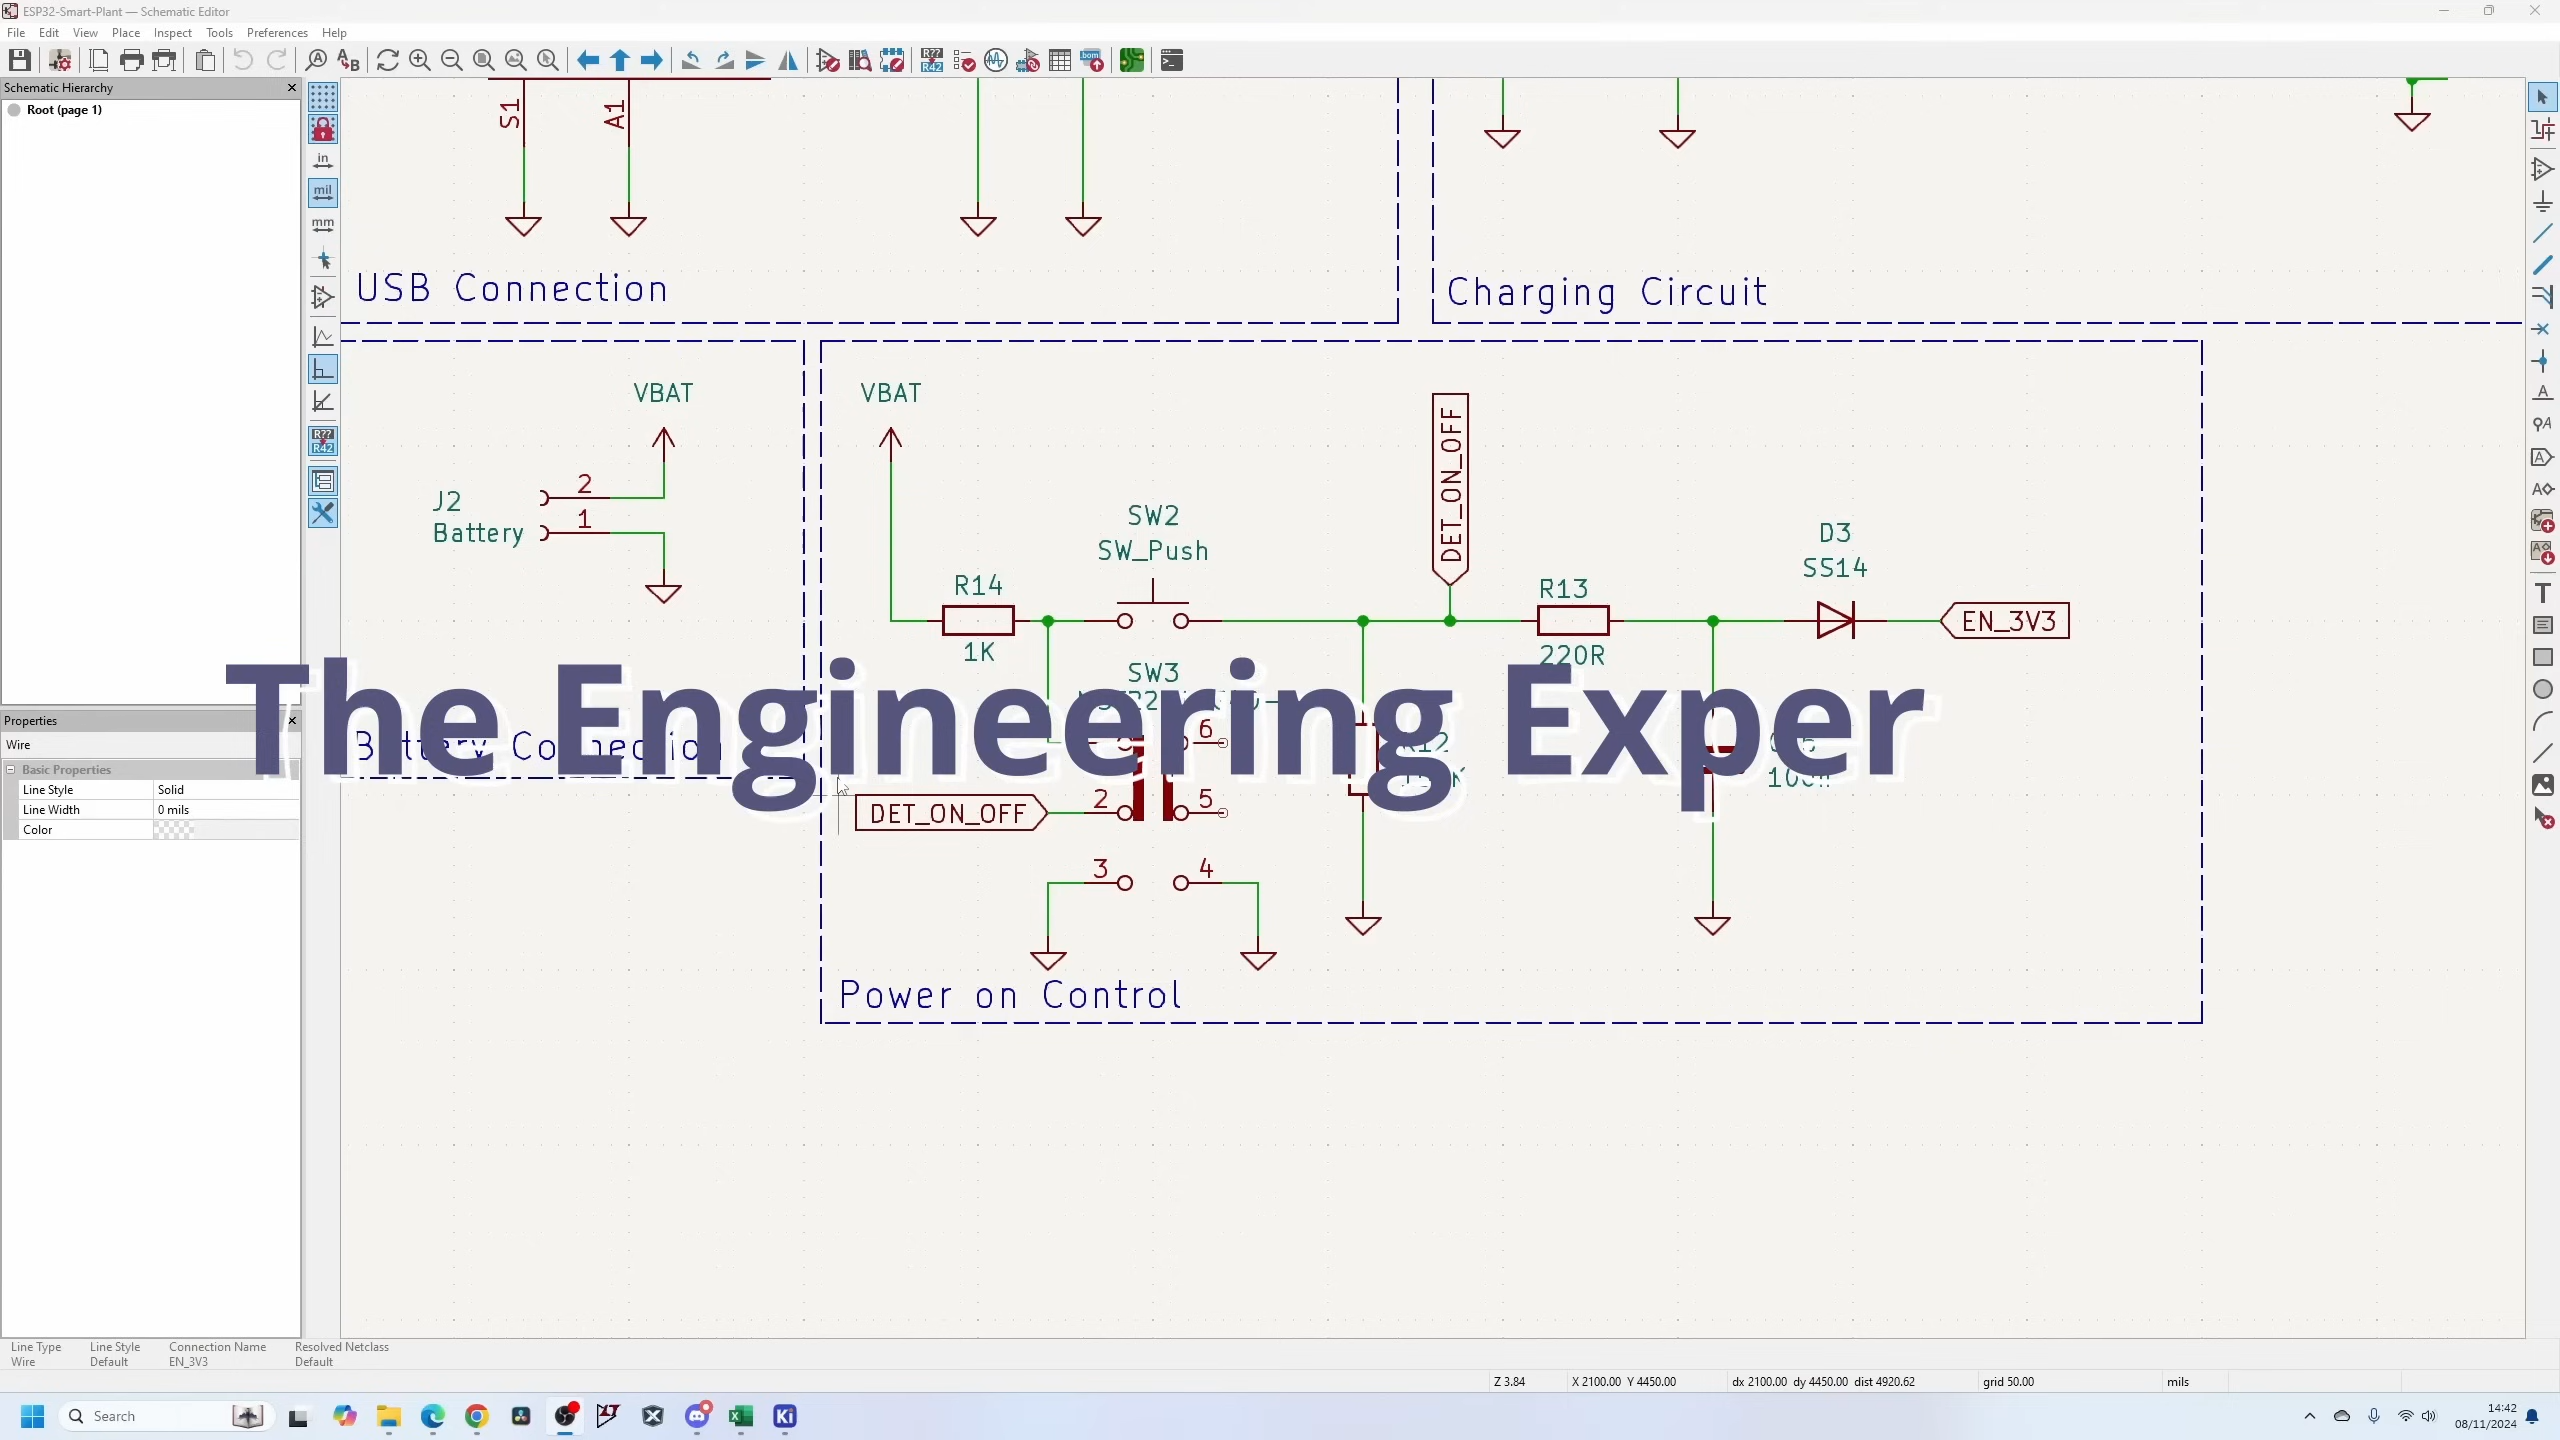 ESP32-Smart-Plant — Schematic Editor
File Edit View Place Inspect Tools Preferences Help
Schematic Hierarchy
Root (page 1)
in
mil
mm
R??
R42
S1
A1
USB Connection
Charging Circuit
VBAT
J2
Battery
2
1
VBAT
R14
1K
SW2
SW_Push
DET_ON_OFF
R13
220R
D3
SS14
EN_3V3
SW3
6
The Engineering Exper
DET_ON_OFF
2
5
3
4
Power on Control
Properties
Wire
Basic Properties
Line Style Solid
Line Width 0 mils
Color
Line Type Line Style Connection Name Resolved Netclass
Wire Default EN_3V3 Default
Z 3.84 X 2100.00 Y 4450.00 dx 2100.00 dy 4450.00 dist 4920.62 grid 50.00 mils
Search
14:42
08/11/2024